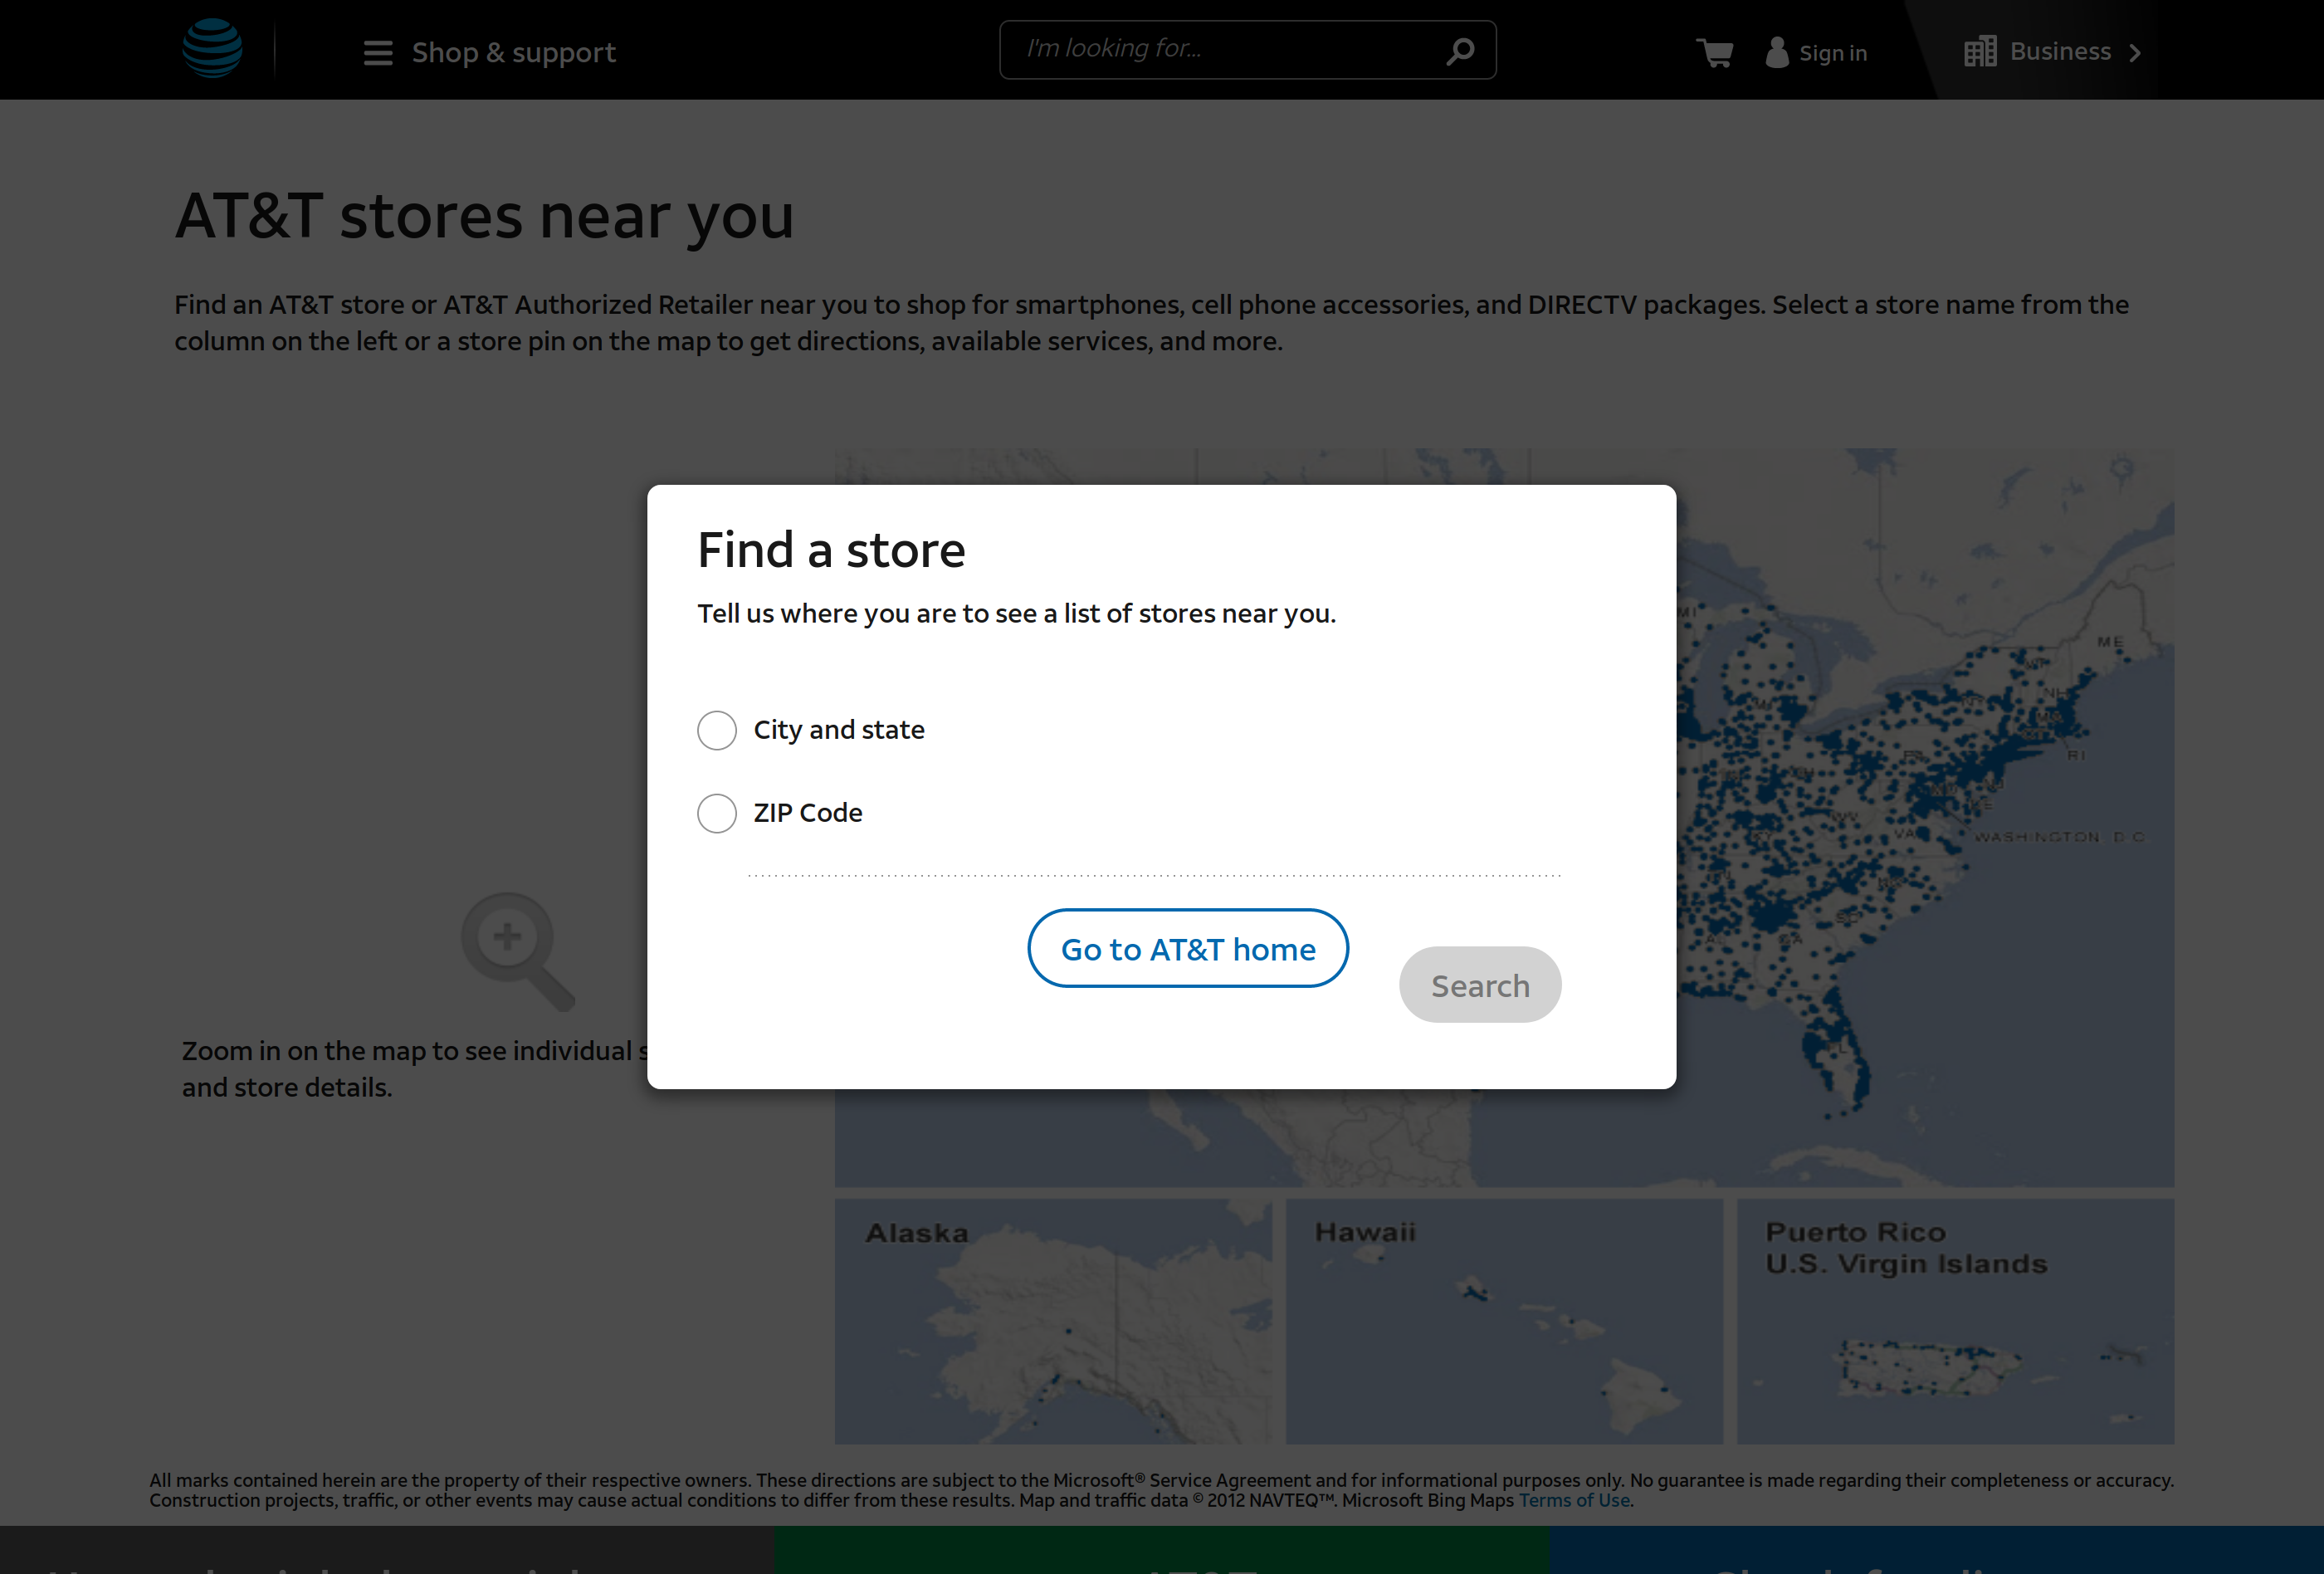 Shop & support
I'm looking for...
Sign in
Business
AT&T stores near you
Find an AT&T store or AT&T Authorized Retailer near you to shop for smartphones, cell phone accessories, and DIRECTV packages. Select a store name from the
column on the left or a store pin on the map to get directions, available services, and more.
Find a store
Tell us where you are to see a list of stores near you.
City and state
ZIP Code
Go to AT&T home
Search
Zoom in on the map to see individual
and store details.
MI
ME
NH
RI
VA
WASHINGTON, D.C.
SC
GA
Alaska
Hawaii
Puerto Rico
U.S. Virgin Islands
All marks contained herein are the property of their respective owners. These directions are subject to the Microsoft® Service Agreement and for informational purposes only. No guarantee is made regarding their completeness or accuracy.
Construction projects, traffic, or other events may cause actual conditions to differ from these results. Map and traffic data © 2012 NAVTEQ™. Microsoft Bing Maps Terms of Use.